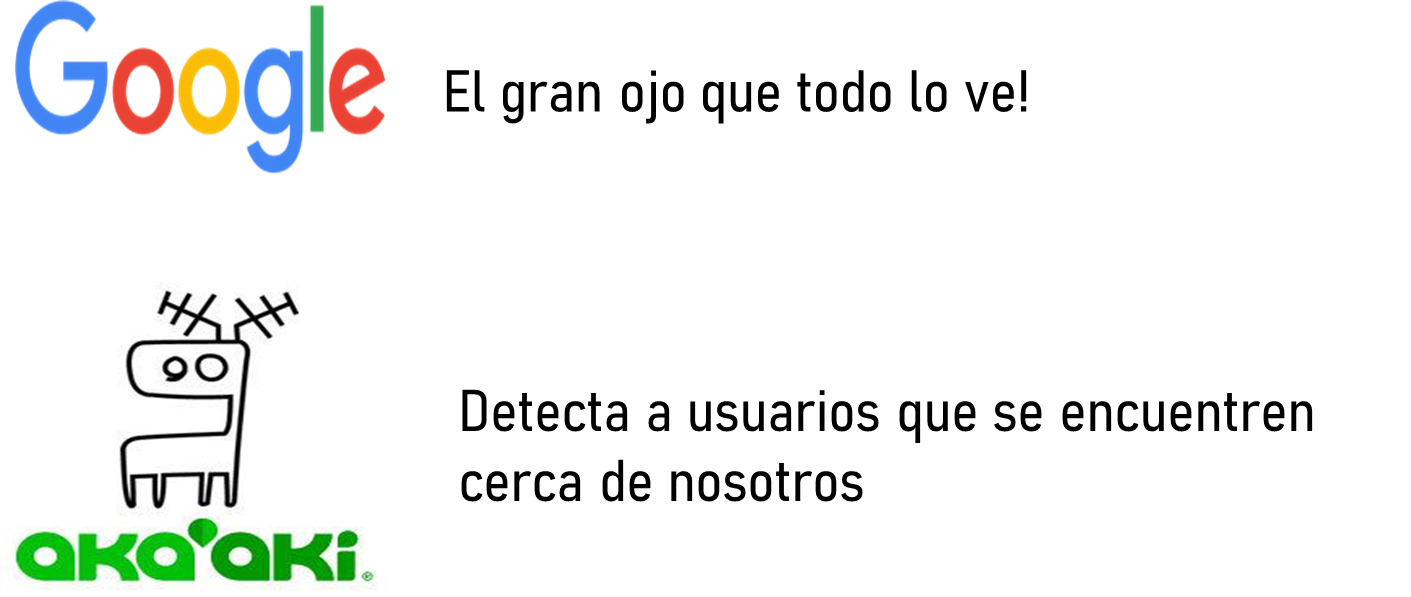 Google
El gran ojo que todo lo ve!
Detecta a usuarios que se encuentren
cerca de nosotros
aka'aki®